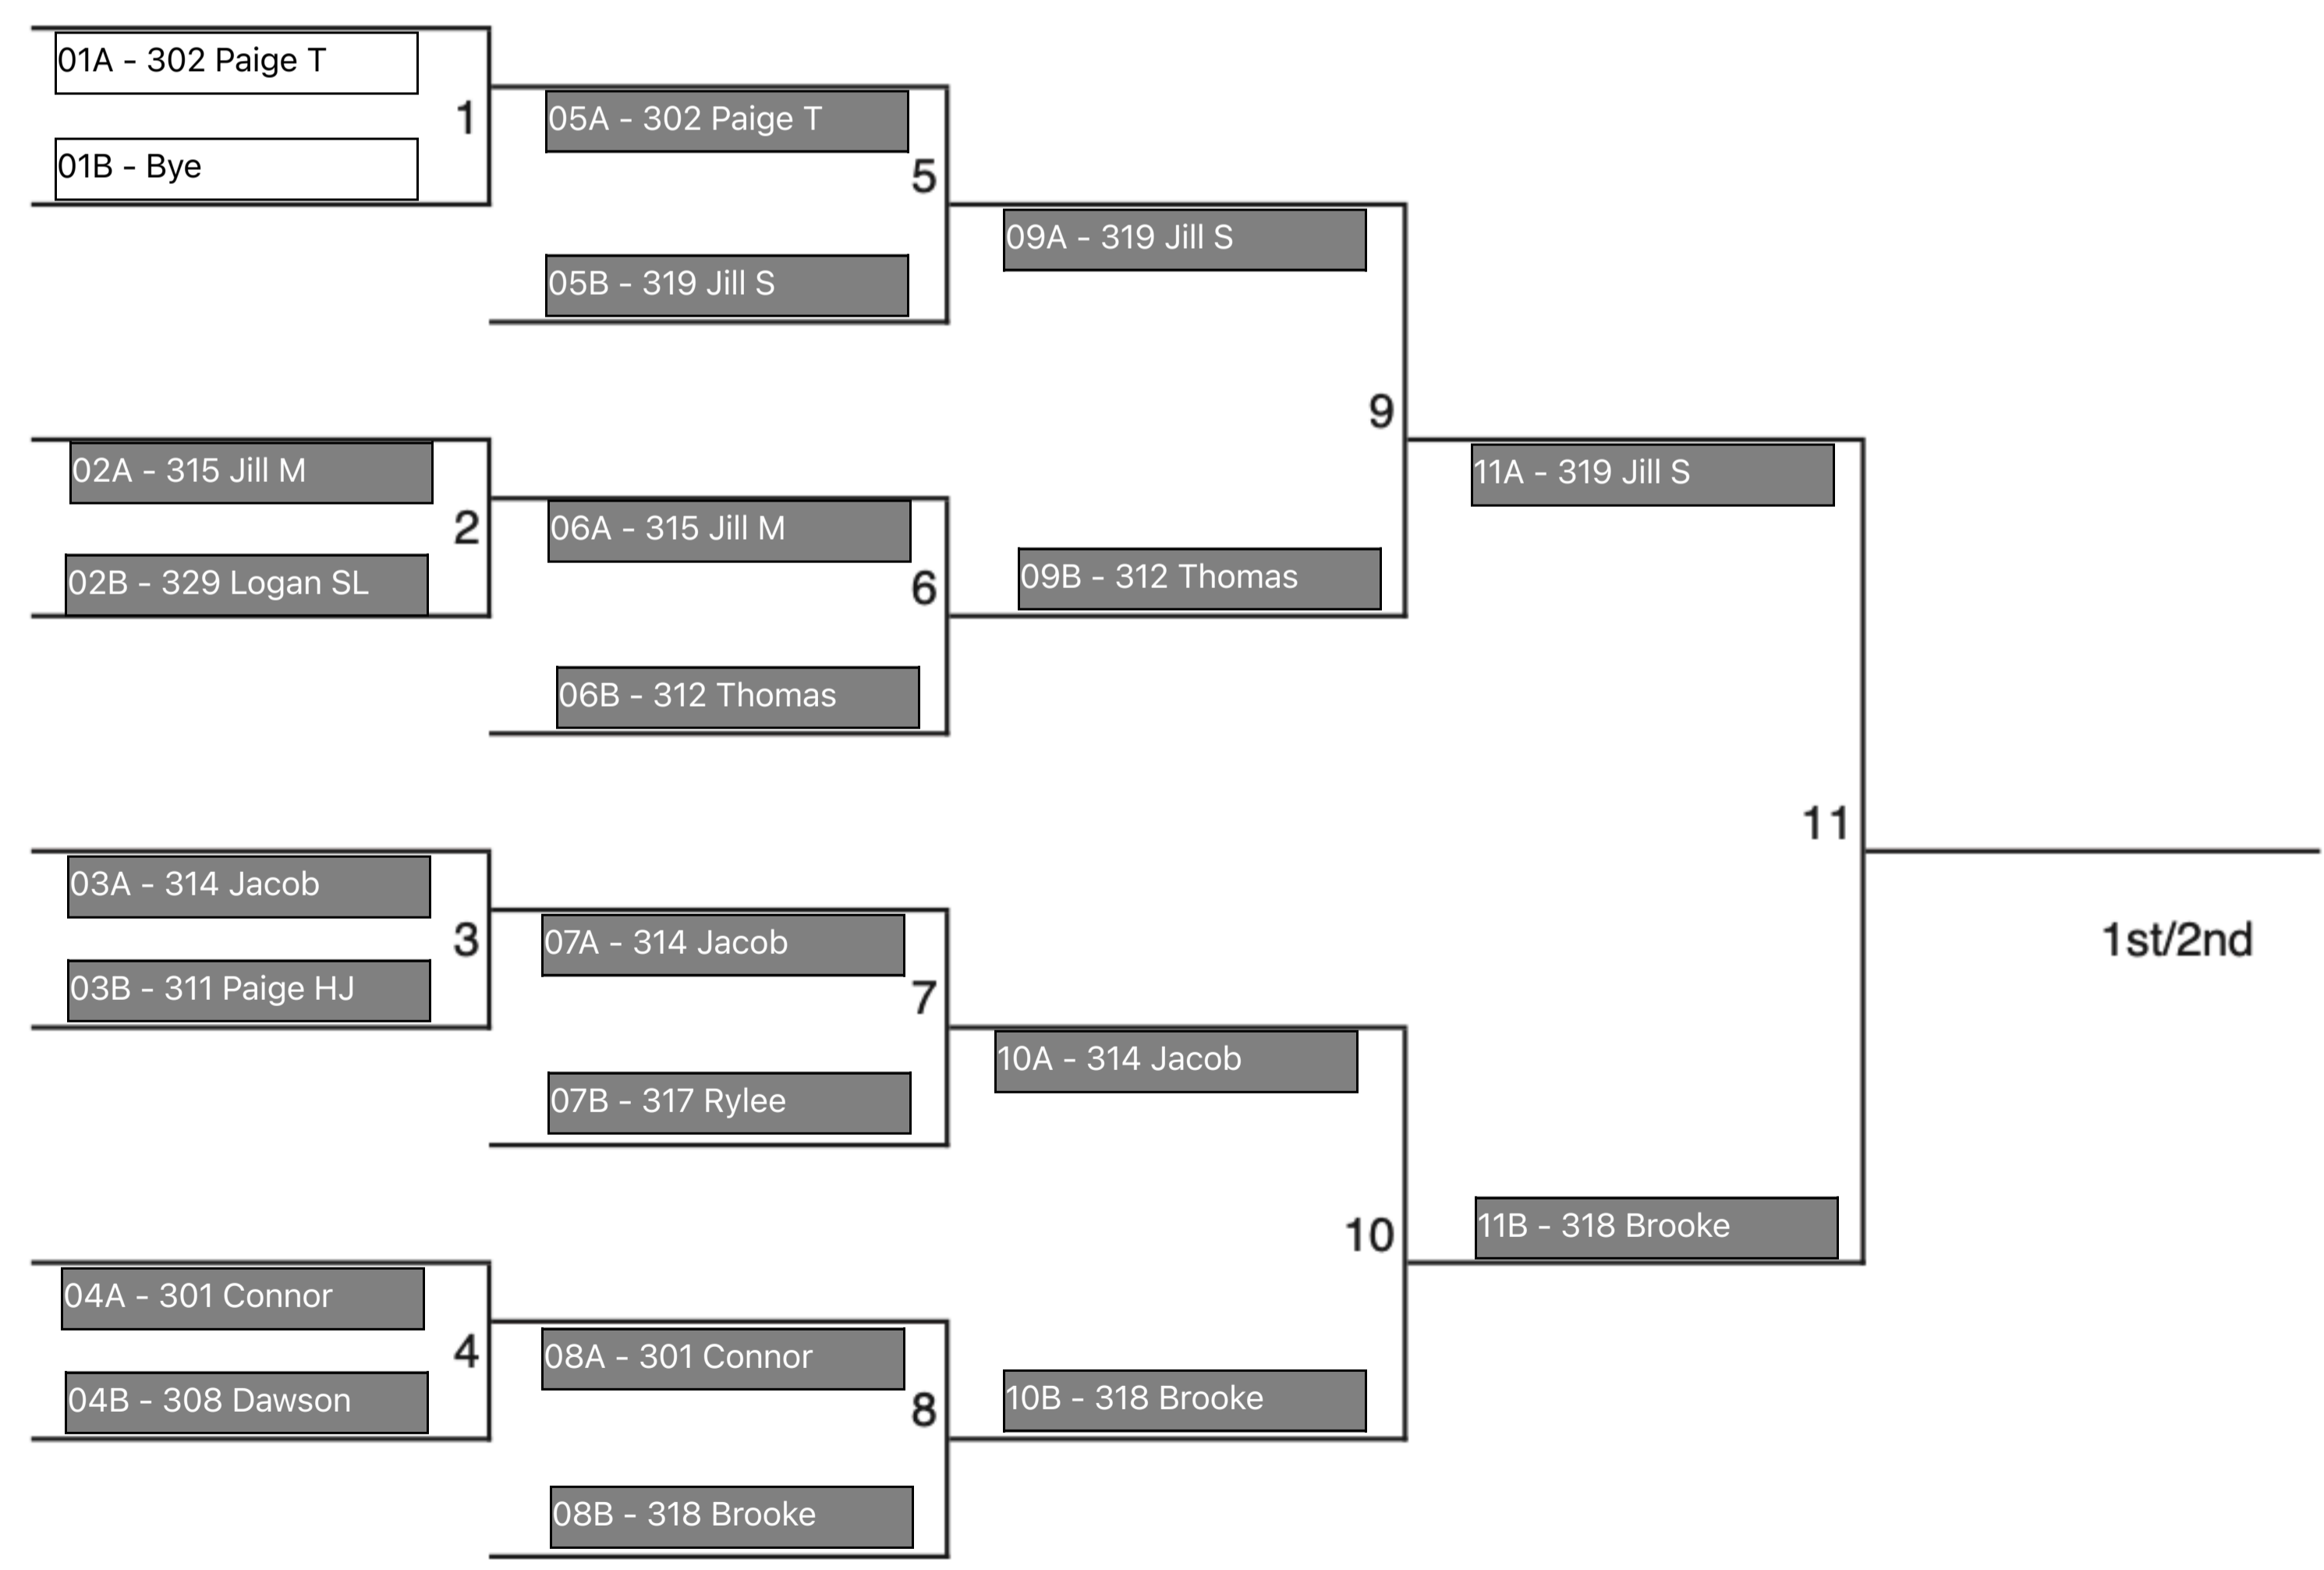 01A - 302 Paige T
1
01B - Bye
05A - 302 Paige T
5
05B - 319 Jill S
09A - 319 Jill S
9
02A - 315 Jill M
2
02B - 329 Logan SL
06A - 315 Jill M
6
06B - 312 Thomas
09B - 312 Thomas
11A - 319 Jill S
11
1st/2nd
03A - 314 Jacob
3
03B - 311 Paige HJ
07A - 314 Jacob
7
07B - 317 Rylee
10A - 314 Jacob
10
11B - 318 Brooke
04A - 301 Connor
4
04B - 308 Dawson
08A - 301 Connor
8
08B - 318 Brooke
10B - 318 Brooke